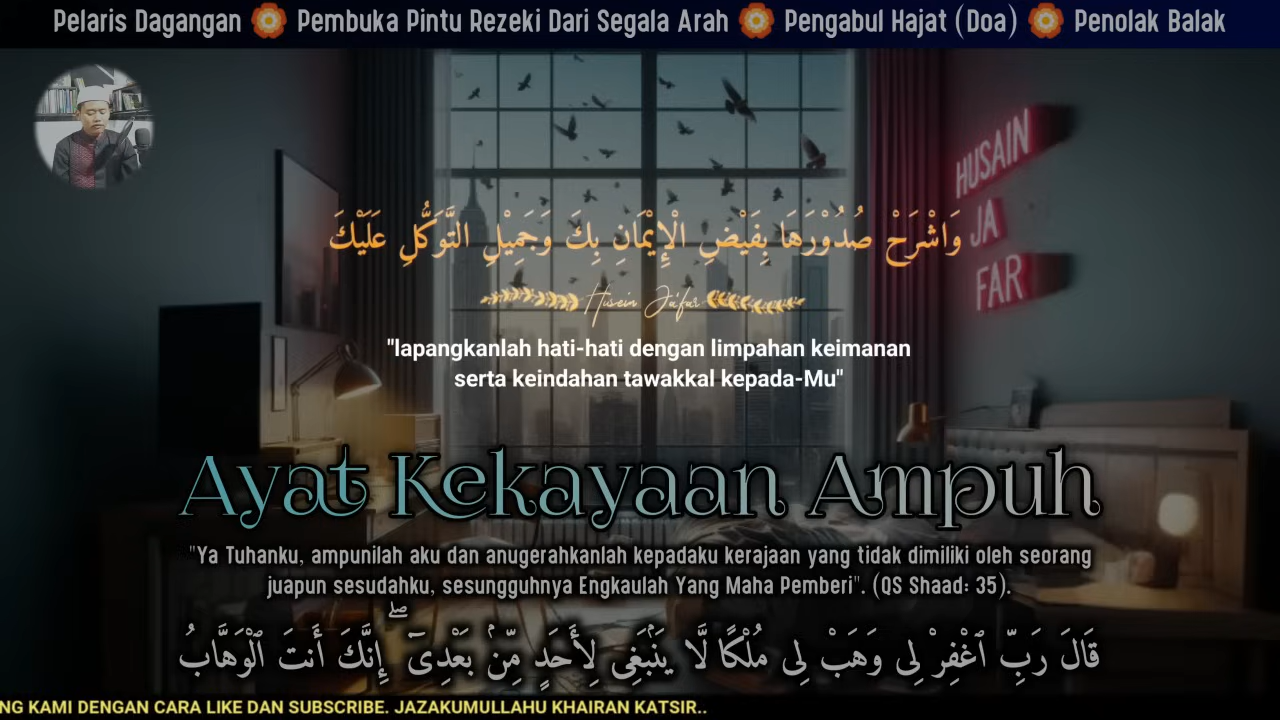 Pelaris Dagangan 🏵️ Pembuka Pintu Rezeki Dari Segala Arah 🏵️ Pengabul Hajat (Doa) 🏵️ Penolak Balak
HUSAIN
JA
FAR
وَاشْرَحْ صُدُوْرَهَا بِفَيْضِ الْإِيْمَانِ بِكَ وَجَمِيْلِ التَّوَكُّلِ عَلَيْكَ
Husein Ja'far
"lapangkanlah hati-hati dengan limpahan keimanan
serta keindahan tawakkal kepada-Mu"
Ayat Kekayaan Ampuh
"Ya Tuhanku, ampunilah aku dan anugerahkanlah kepadaku kerajaan yang tidak dimiliki oleh seorang
juapun sesudahku, sesungguhnya Engkaulah Yang Maha Pemberi". (QS Shaad: 35).
قَالَ رَبِّ ٱغْفِرْ لِى وَهَبْ لِى مُلْكًا لَّا يَنۢبَغِى لِأَحَدٍ مِّنۢ بَعْدِىٓ ۖ إِنَّكَ أَنتَ ٱلْوَهَّابُ
NG KAMI DENGAN CARA LIKE DAN SUBSCRIBE. JAZAKUMULLAHU KHAIRAN KATSIR..